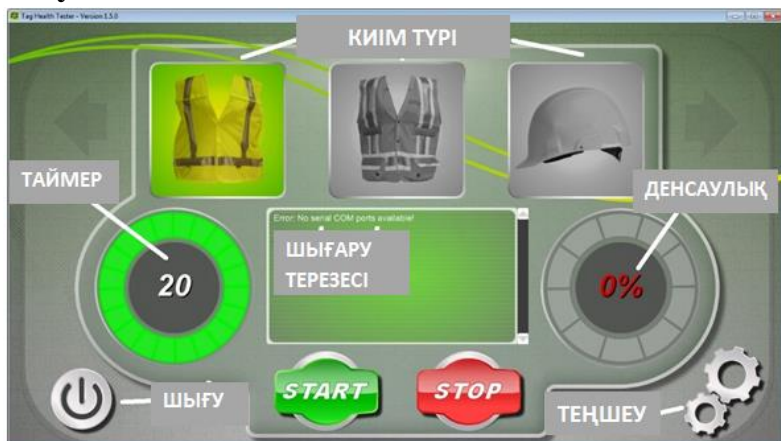 Tag Health Tester - Version 1.5.0
КИІМ ТҮРІ
ТАЙМЕР
ДЕНСАУЛЫҚ
Error: No serial COM ports available!
ШЫҒАРУ
ТЕРЕЗЕСІ
20
0%
START
STOP
ШЫҒУ
ТЕҢШЕУ